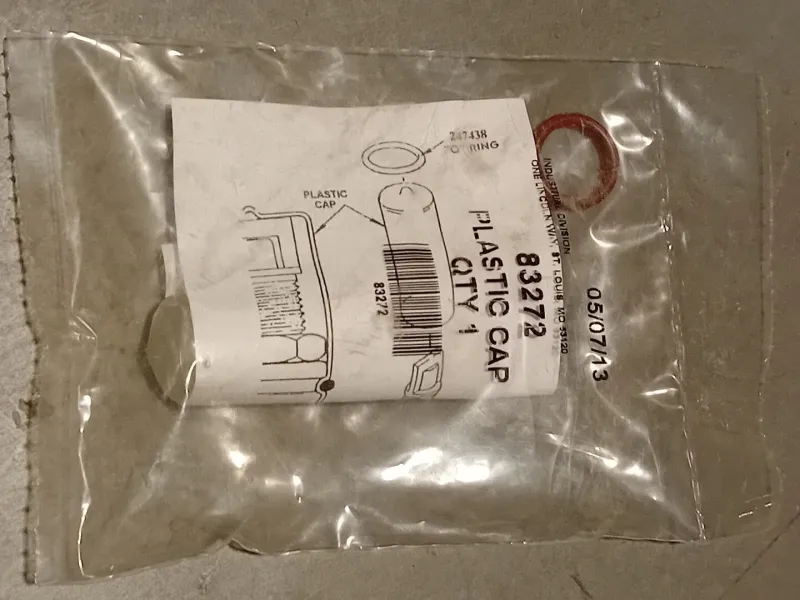 247438
"O" RING
PLASTIC
CAP
83272
83272
PLASTIC CAP
QTY 1
INDUSTRIAL DIVISION
ONE LINCOLN WAY, ST. LOUIS, MO 63120
05/07/13